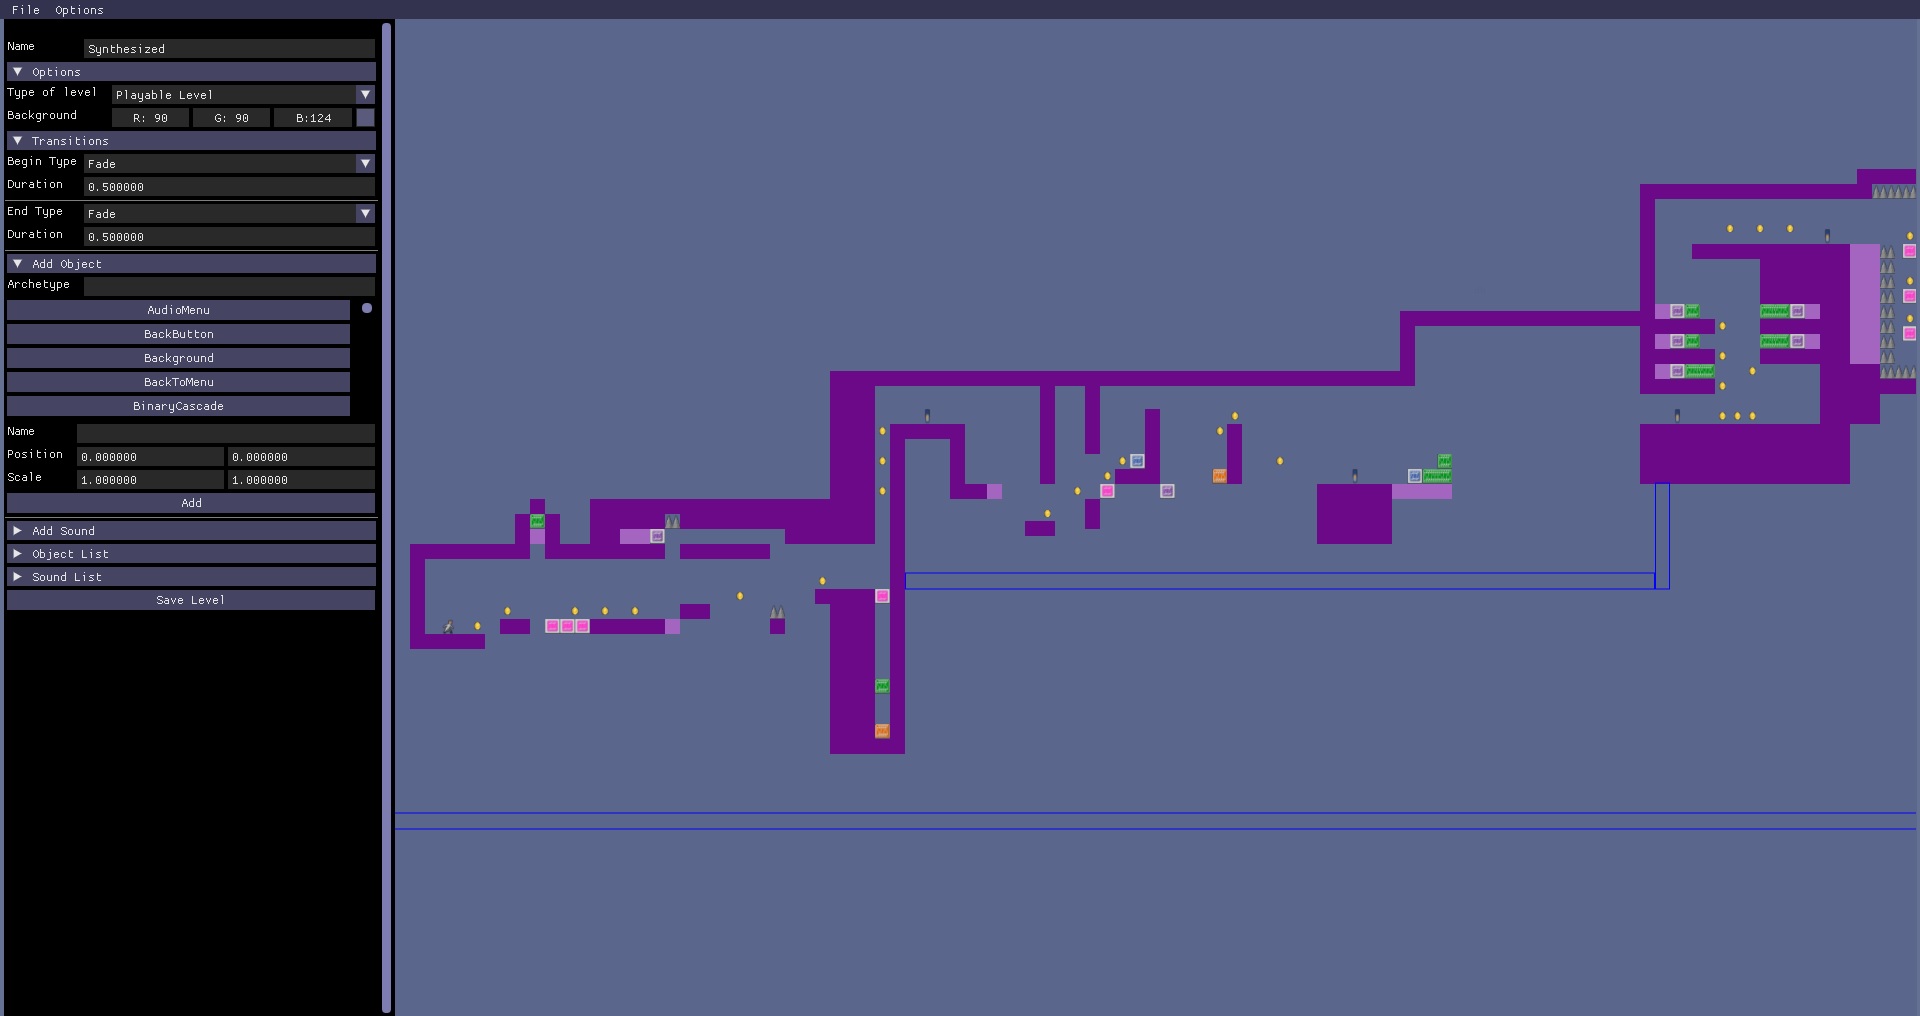 File Options
Name Synthesized
Options
Type of level Playable Level
Background R: 90 G: 90 B:124
Transitions
Begin Type Fade
Duration 0.500000
End Type Fade
Duration 0.500000
Add Object
Archetype
AudioMenu
BackButton
Background
BackToMenu
BinaryCascade
Name
Position 0.000000 0.000000
Scale 1.000000 1.000000
Add
Add Sound
Object List
Sound List
Save Level